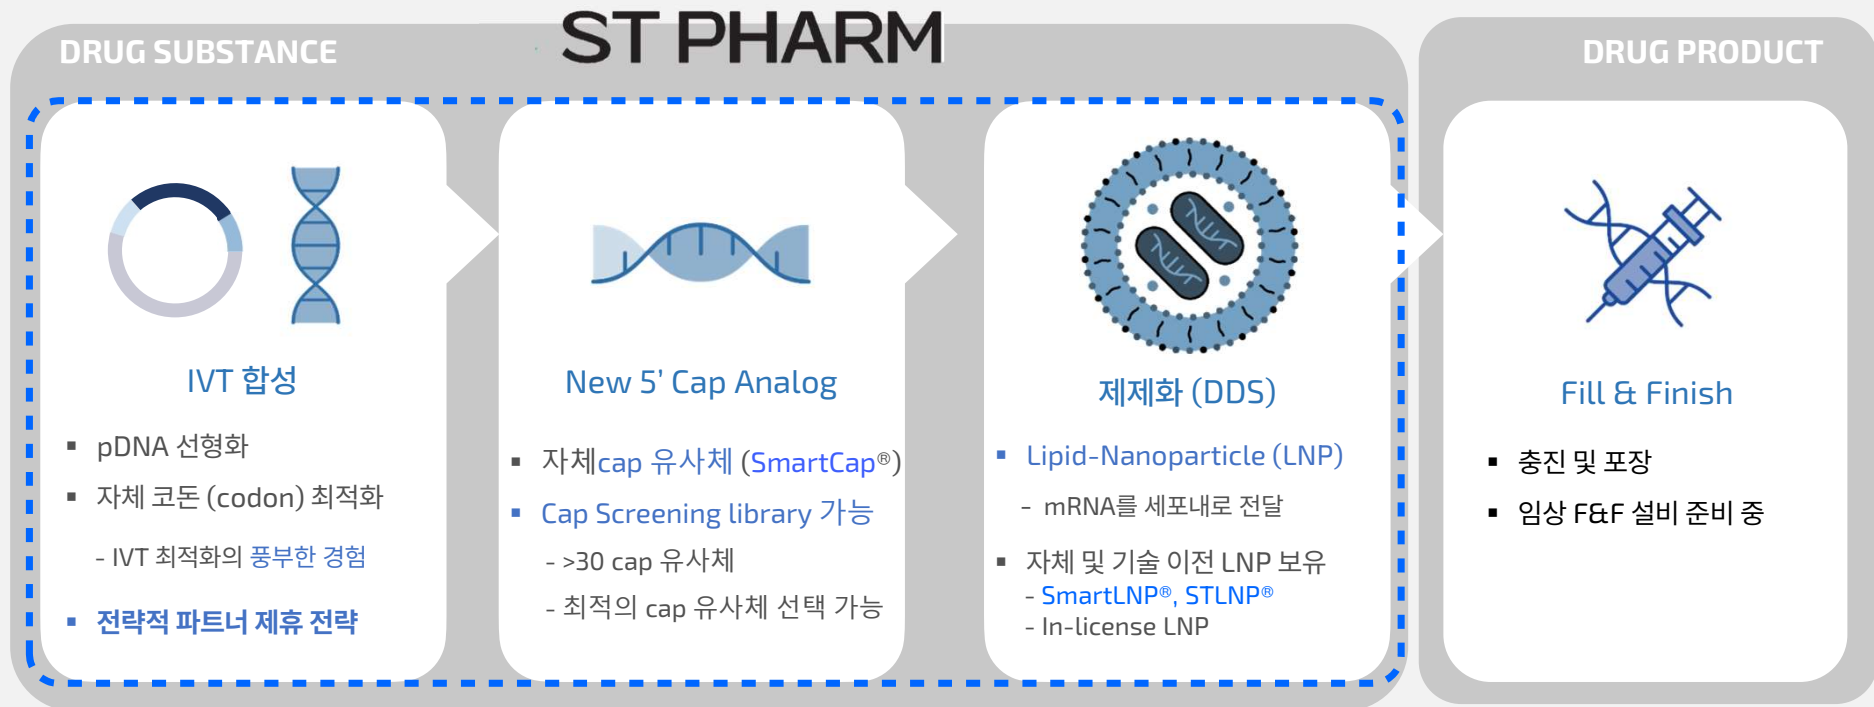 ST PHARM
DRUG SUBSTANCE
DRUG PRODUCT
IVT 합성
▪ pDNA 선형화
▪ 자체 코돈 (codon) 최적화
- IVT 최적화의 풍부한 경험
▪ 전략적 파트너 제휴 전략
New 5’ Cap Analog
▪ 자체cap 유사체 (SmartCap®)
▪ Cap Screening library 가능
- >30 cap 유사체
- 최적의 cap 유사체 선택 가능
제제화 (DDS)
▪ Lipid-Nanoparticle (LNP)
- mRNA를 세포내로 전달
▪ 자체 및 기술 이전 LNP 보유
- SmartLNP®, STLNP®
- In-license LNP
Fill & Finish
▪ 충진 및 포장
▪ 임상 F&F 설비 준비 중